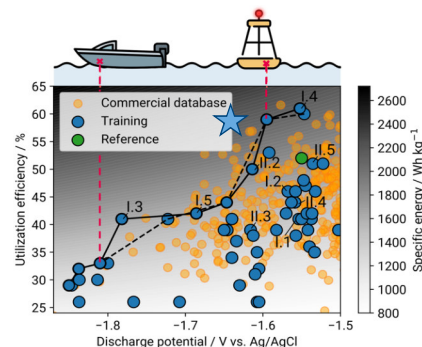 65
60
55
50
45
40
35
30
25
Utilization efficiency / %
Commercial database
Training
Reference
I.4
II.5
II.2
I.2
I.5
I.3
II.4
II.3
I.1
−1.8
−1.7
−1.6
−1.5
Discharge potential / V vs. Ag/AgCl
2600
2400
2200
2000
1800
1600
1400
1200
1000
800
Specific energy / Wh kg⁻¹